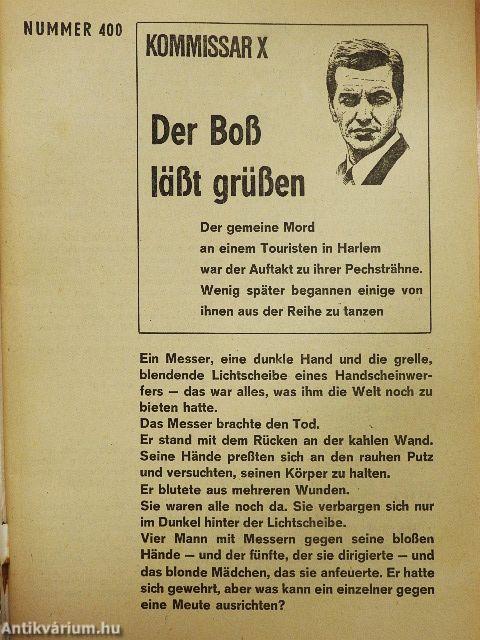 NUMMER 400
KOMMISSAR X
Der Boß
läßt grüßen
Der gemeine Mord
an einem Touristen in Harlem
war der Auftakt zu ihrer Pechsträhne.
Wenig später begannen einige von
ihnen aus der Reihe zu tanzen
Ein Messer, eine dunkle Hand und die grelle,
blendende Lichtscheibe eines Handscheinwer-
fers — das war alles, was ihm die Welt noch zu
bieten hatte.
Das Messer brachte den Tod.
Er stand mit dem Rücken an der kahlen Wand.
Seine Hände preßten sich an den rauhen Putz
und versuchten, seinen Körper zu halten.
Er blutete aus mehreren Wunden.
Sie waren alle noch da. Sie verbargen sich nur
im Dunkel hinter der Lichtscheibe.
Vier Mann mit Messern gegen seine bloßen
Hände — und der fünfte, der sie dirigierte — und
das blonde Mädchen, das sie anfeuerte. Er hatte
sich gewehrt, aber was kann ein einzelner gegen
eine Meute ausrichten?
Antikvárium.hu